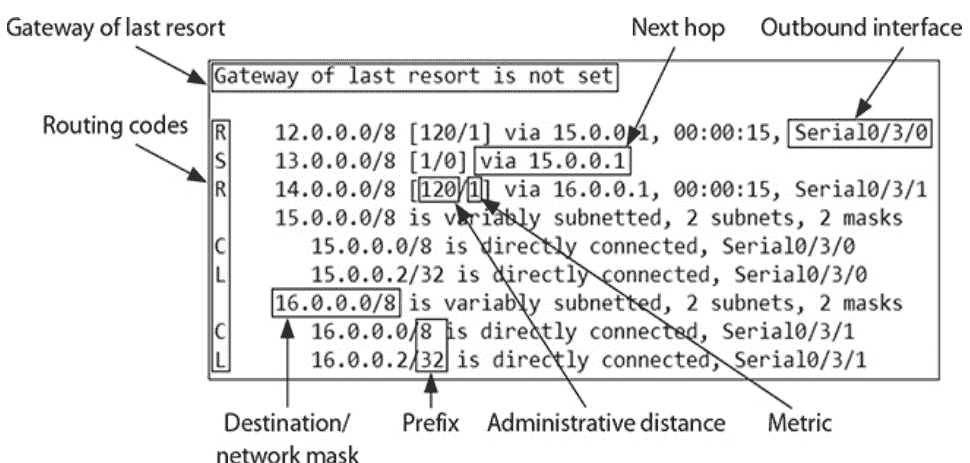 Gateway of last resort
Next hop
Outbound interface
Gateway of last resort is not set
Routing codes
R 12.0.0.0/8 [120/1] via 15.0.0.1, 00:00:15, Serial0/3/0
S 13.0.0.0/8 [1/0] via 15.0.0.1
R 14.0.0.0/8 [120/1] via 16.0.0.1, 00:00:15, Serial0/3/1
15.0.0.0/8 is variably subnetted, 2 subnets, 2 masks
C 15.0.0.0/8 is directly connected, Serial0/3/0
L 15.0.0.2/32 is directly connected, Serial0/3/0
16.0.0.0/8 is variably subnetted, 2 subnets, 2 masks
C 16.0.0.0/8 is directly connected, Serial0/3/1
L 16.0.0.2/32 is directly connected, Serial0/3/1
Destination/
network mask
Prefix
Administrative distance
Metric